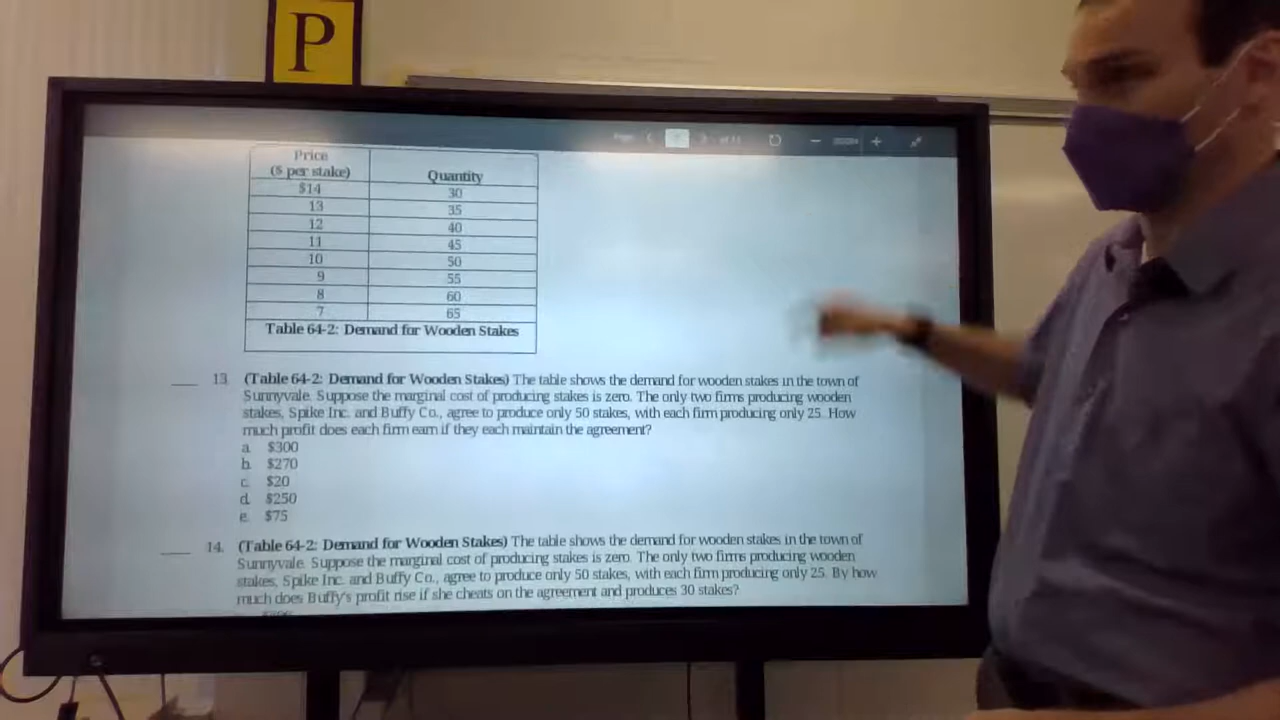 P
Page
Price
($ per stake) Quantity
$14 30
13 35
12 40
11 45
10 50
9 55
8 60
7 65
Table 64-2: Demand for Wooden Stakes
13 (Table 64-2: Demand for Wooden Stakes) The table shows the demand for wooden stakes in the town of
Sunnyvale. Suppose the marginal cost of producing stakes is zero. The only two firms producing wooden
stakes, Spike Inc. and Buffy Co., agree to produce only 50 stakes, with each firm producing only 25. How
much profit does each firm earn if they each maintain the agreement?
a. $300
b. $270
c. $20
d. $250
e. $75
14. (Table 64-2: Demand for Wooden Stakes) The table shows the demand for wooden stakes in the town of
Sunnyvale. Suppose the marginal cost of producing stakes is zero. The only two firms producing wooden
stakes, Spike Inc. and Buffy Co., agree to produce only 50 stakes, with each firm producing only 25. By how
much does Buffy's profit rise if she cheats on the agreement and produces 30 stakes?